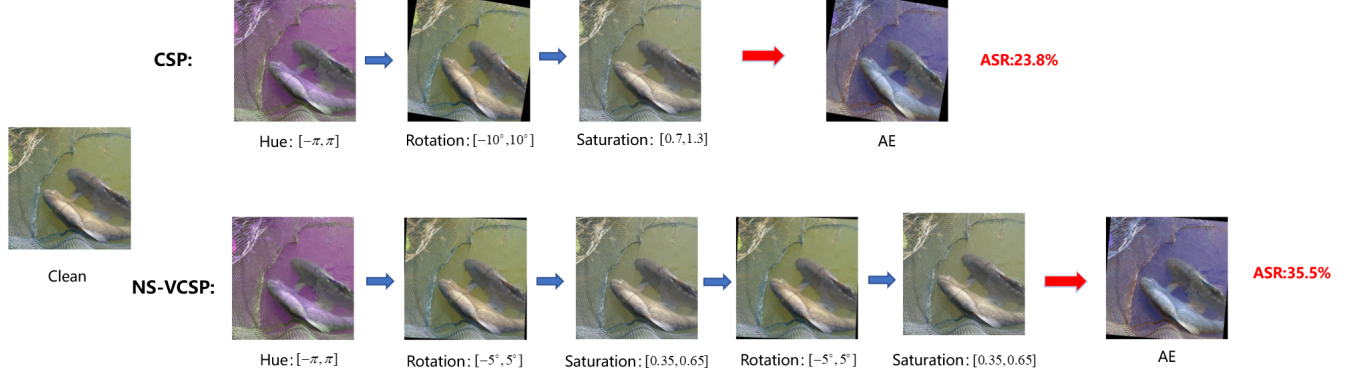 CSP:
ASR:23.8%
Hue: [−π, π]
Rotation: [−10°, 10°]
Saturation: [0.7, 1.3]
AE
Clean
NS-VCSP:
ASR:35.5%
Hue: [−π, π]
Rotation: [−5°, 5°]
Saturation: [0.35, 0.65]
Rotation: [−5°, 5°]
Saturation: [0.35, 0.65]
AE